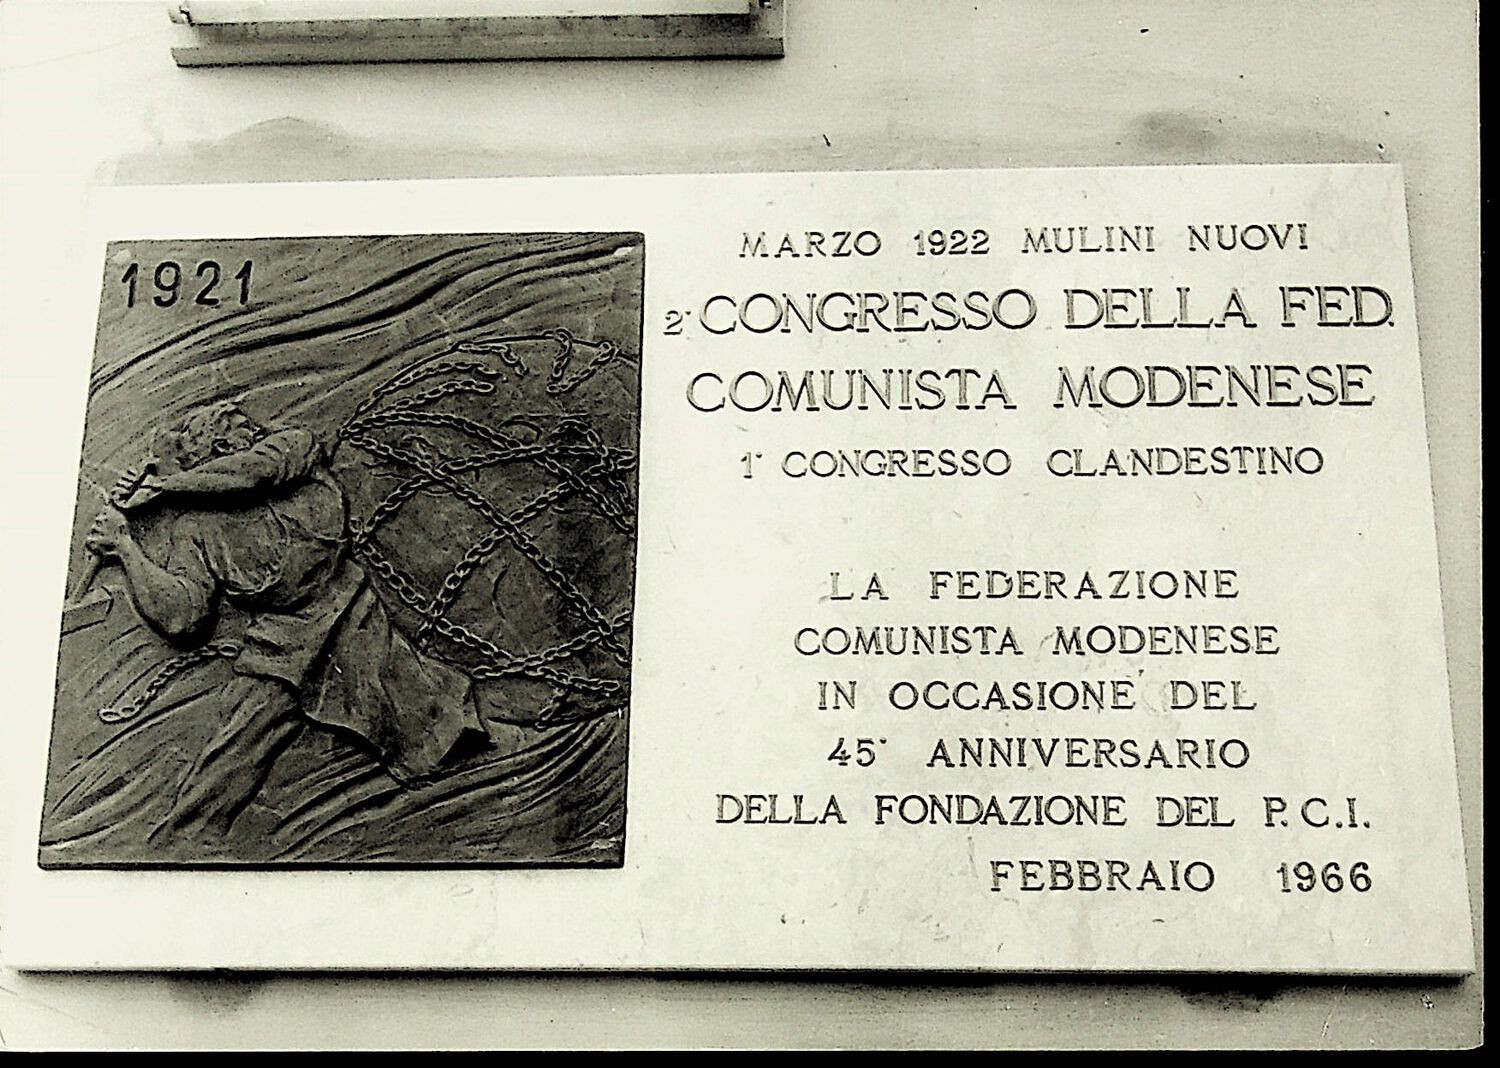 1921
MARZO 1922 MULINI NUOVI
2° CONGRESSO DELLA FED.
COMUNISTA MODENESE
1° CONGRESSO CLANDESTINO
LA FEDERAZIONE
COMUNISTA MODENESE
IN OCCASIONE DEL
45° ANNIVERSARIO
DELLA FONDAZIONE DEL P.C.I.
FEBBRAIO 1966